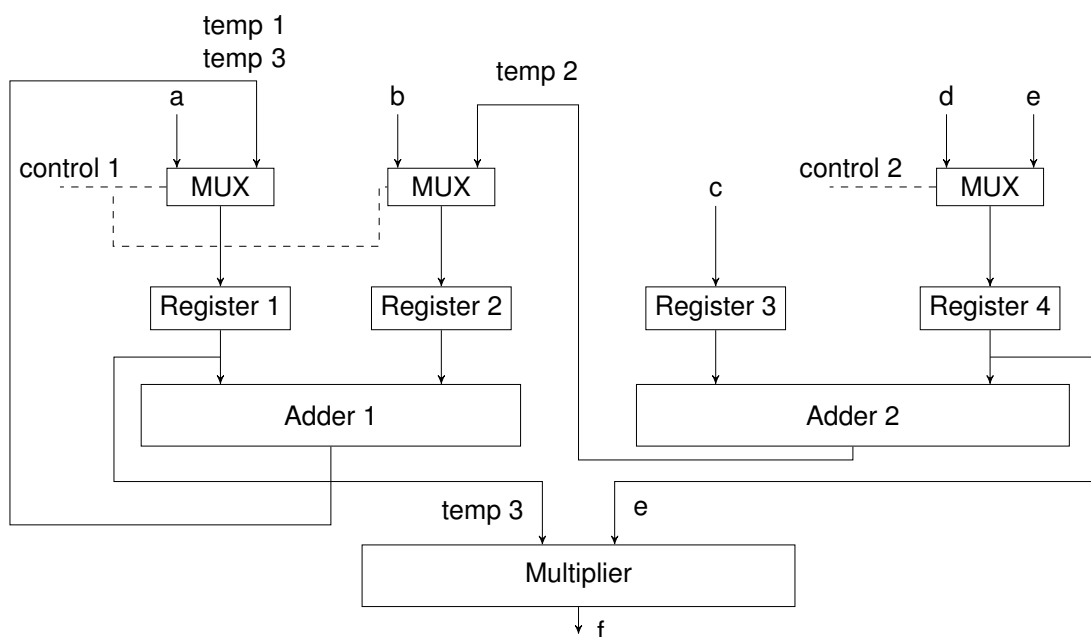 temp 1
temp 3
temp 2
a
b
d
e
control 1
MUX
MUX
control 2
MUX
c
Register 1
Register 2
Register 3
Register 4
Adder 1
Adder 2
temp 3
e
Multiplier
f